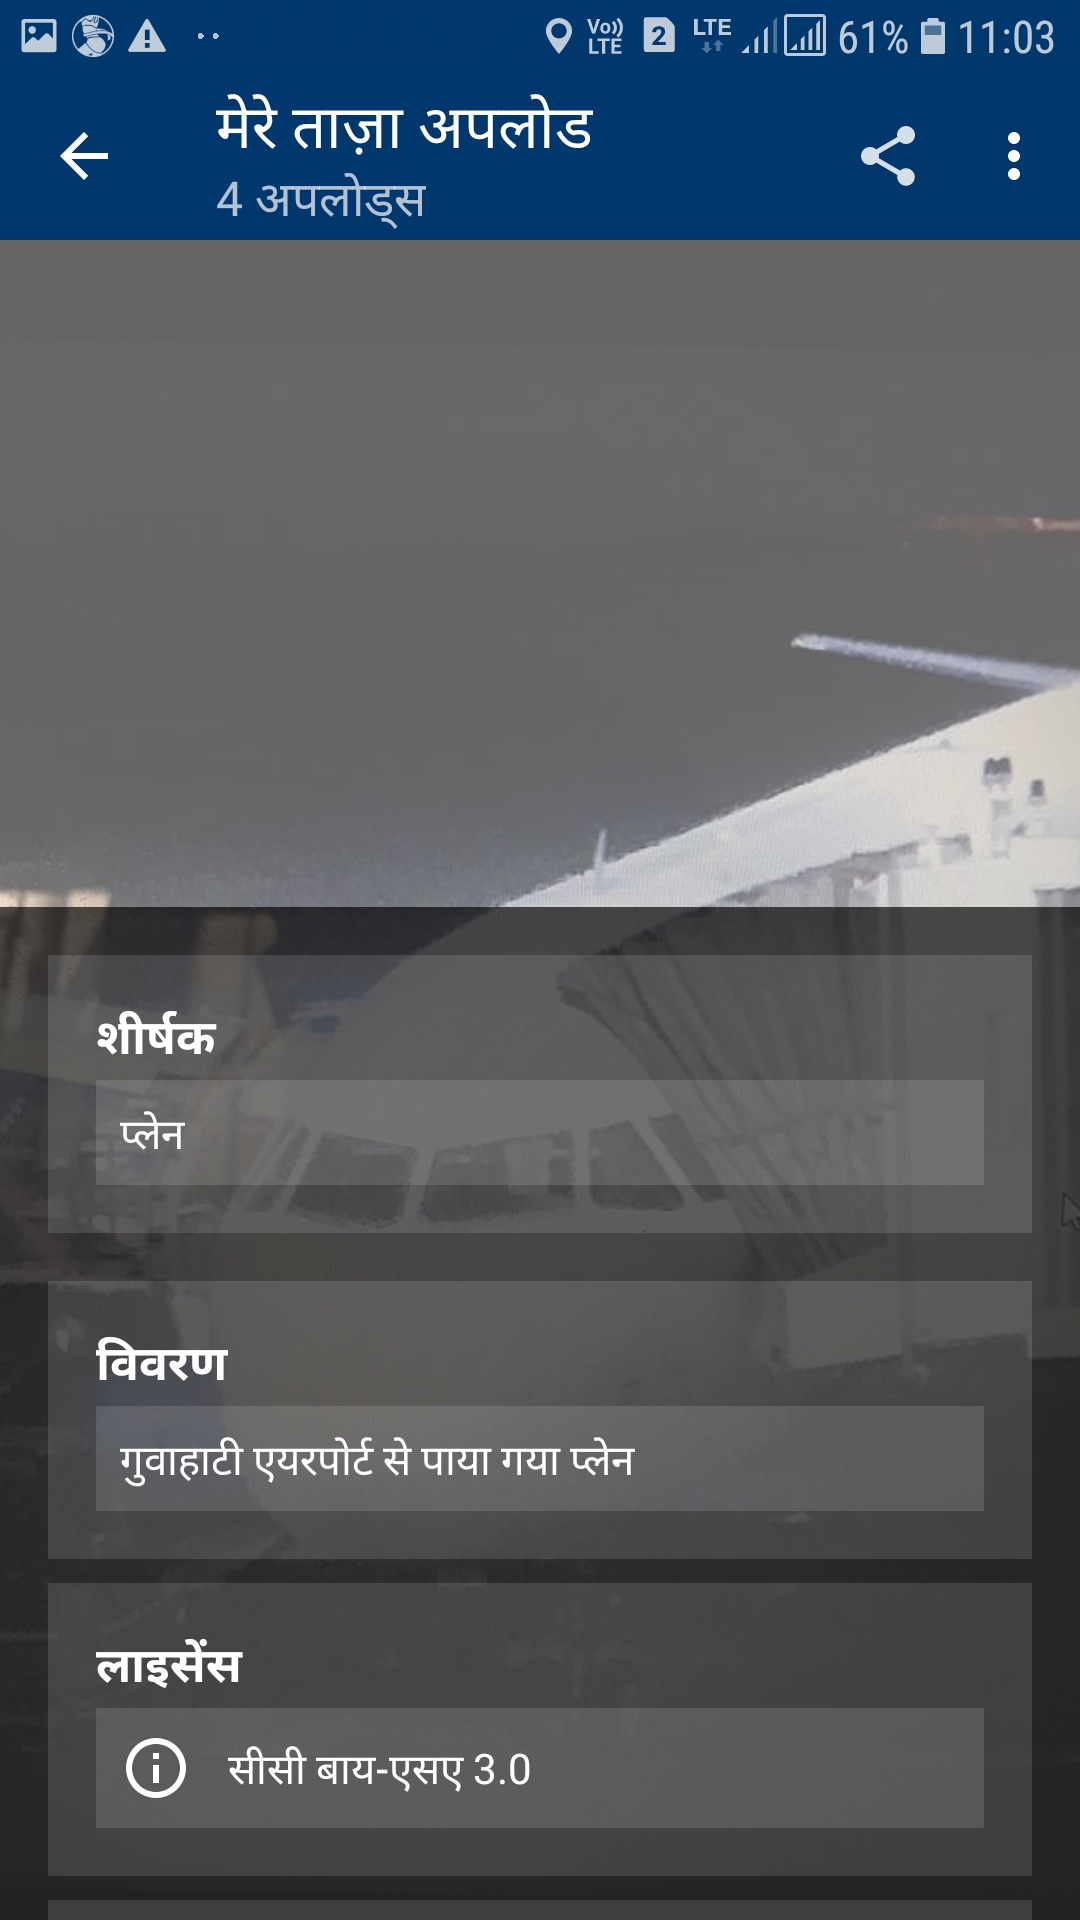 Vo)) LTE 2 LTE 61% 11:03
मेरे ताज़ा अपलोड
4 अपलोड्स
शीर्षक
प्लेन
विवरण
गुवाहाटी एयरपोर्ट से पाया गया प्लेन
लाइसेंस
सीसी बाय-एसए 3.0